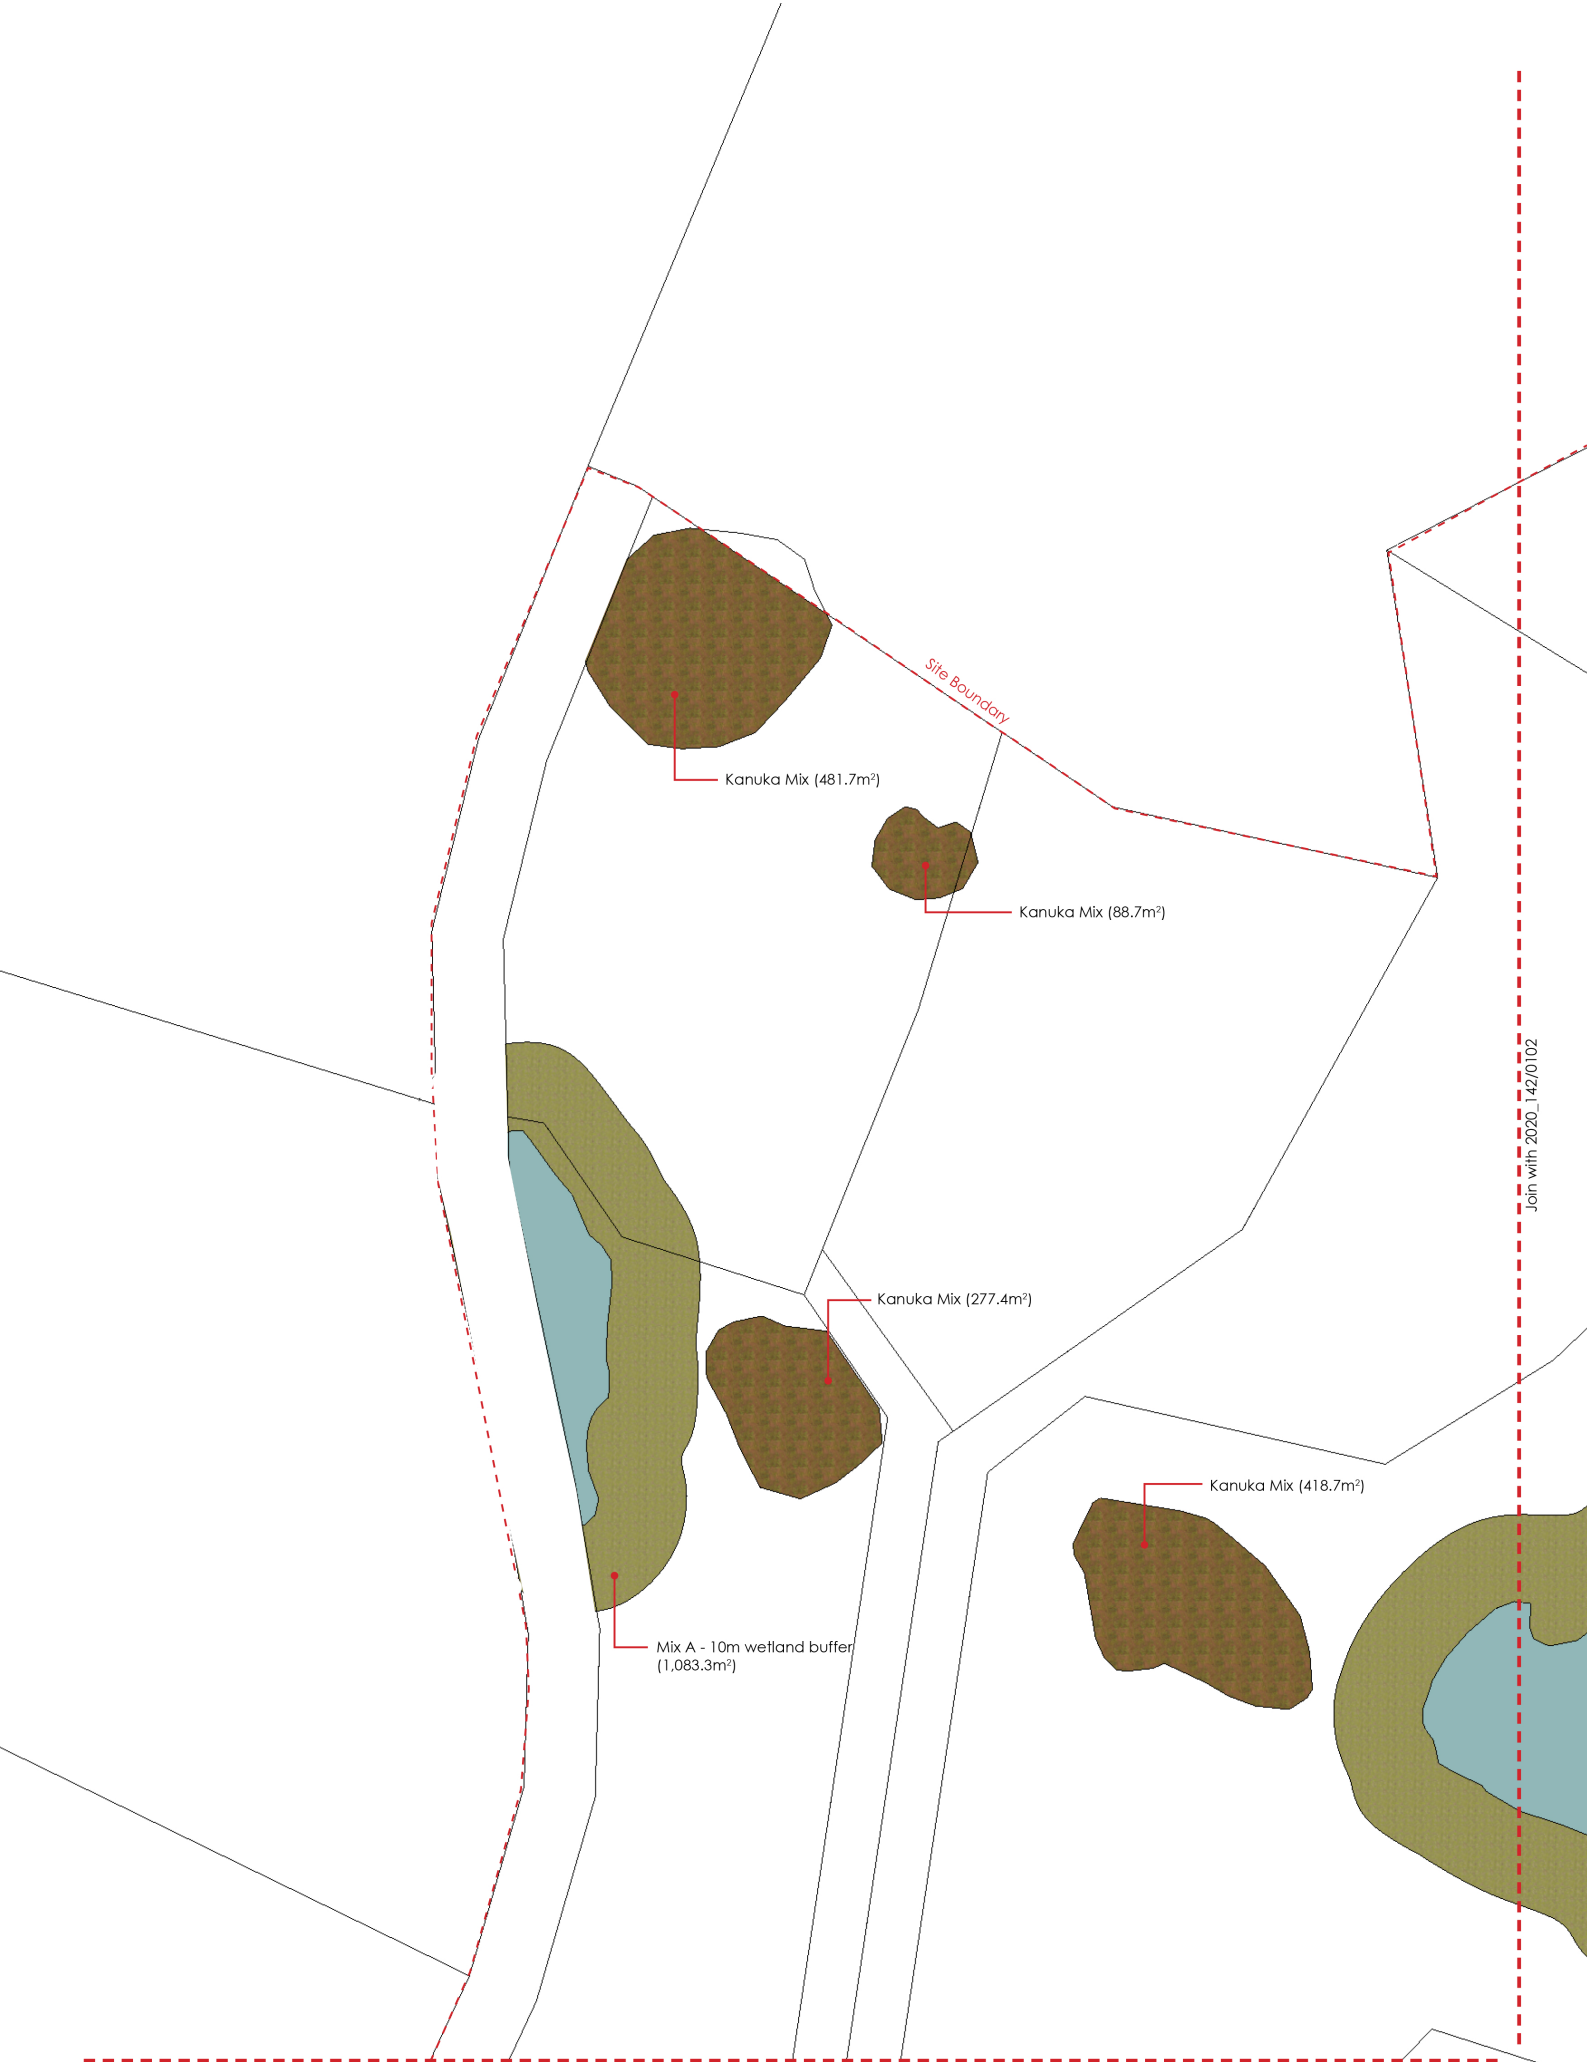 Site Boundary
Kanuka Mix (481.7m²)
Kanuka Mix (88.7m²)
Join with 2020_142/0102
Kanuka Mix (277.4m²)
Kanuka Mix (418.7m²)
Mix A - 10m wetland buffer
(1,083.3m²)